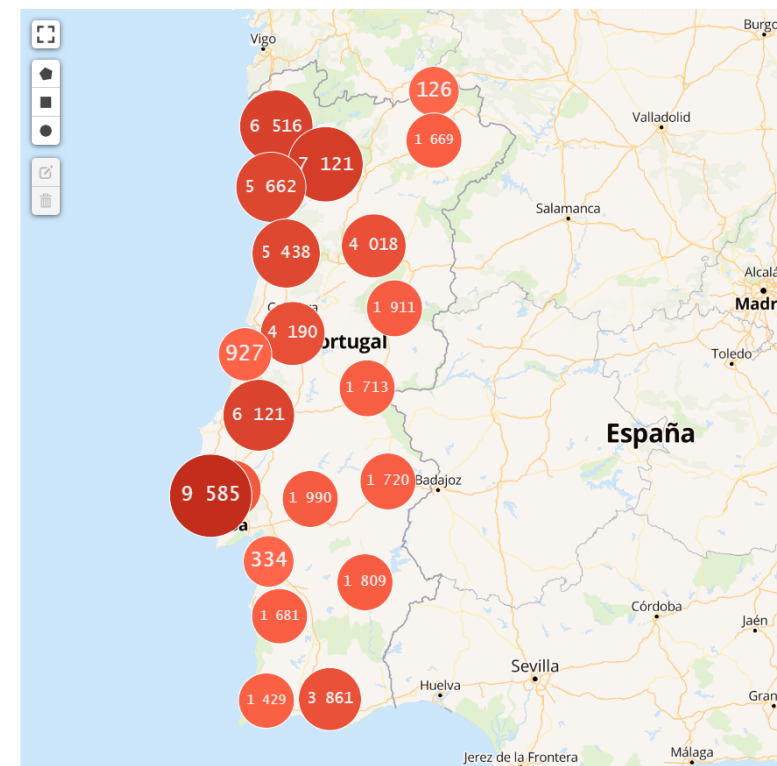 Burgo
Vigo
126
6 516
Valladolid
1 669
7 121
5 662
Salamanca
4 018
5 438
Alcalá
Madr
1 911
4 190
Portugal
927
Toledo
1 713
6 121
España
1 720
Badajoz
9 585
1 990
334
1 809
Córdoba
1 681
Jaén
Sevilla
Huelva
1 429
3 861
Gran
Málaga
Jerez de la Frontera